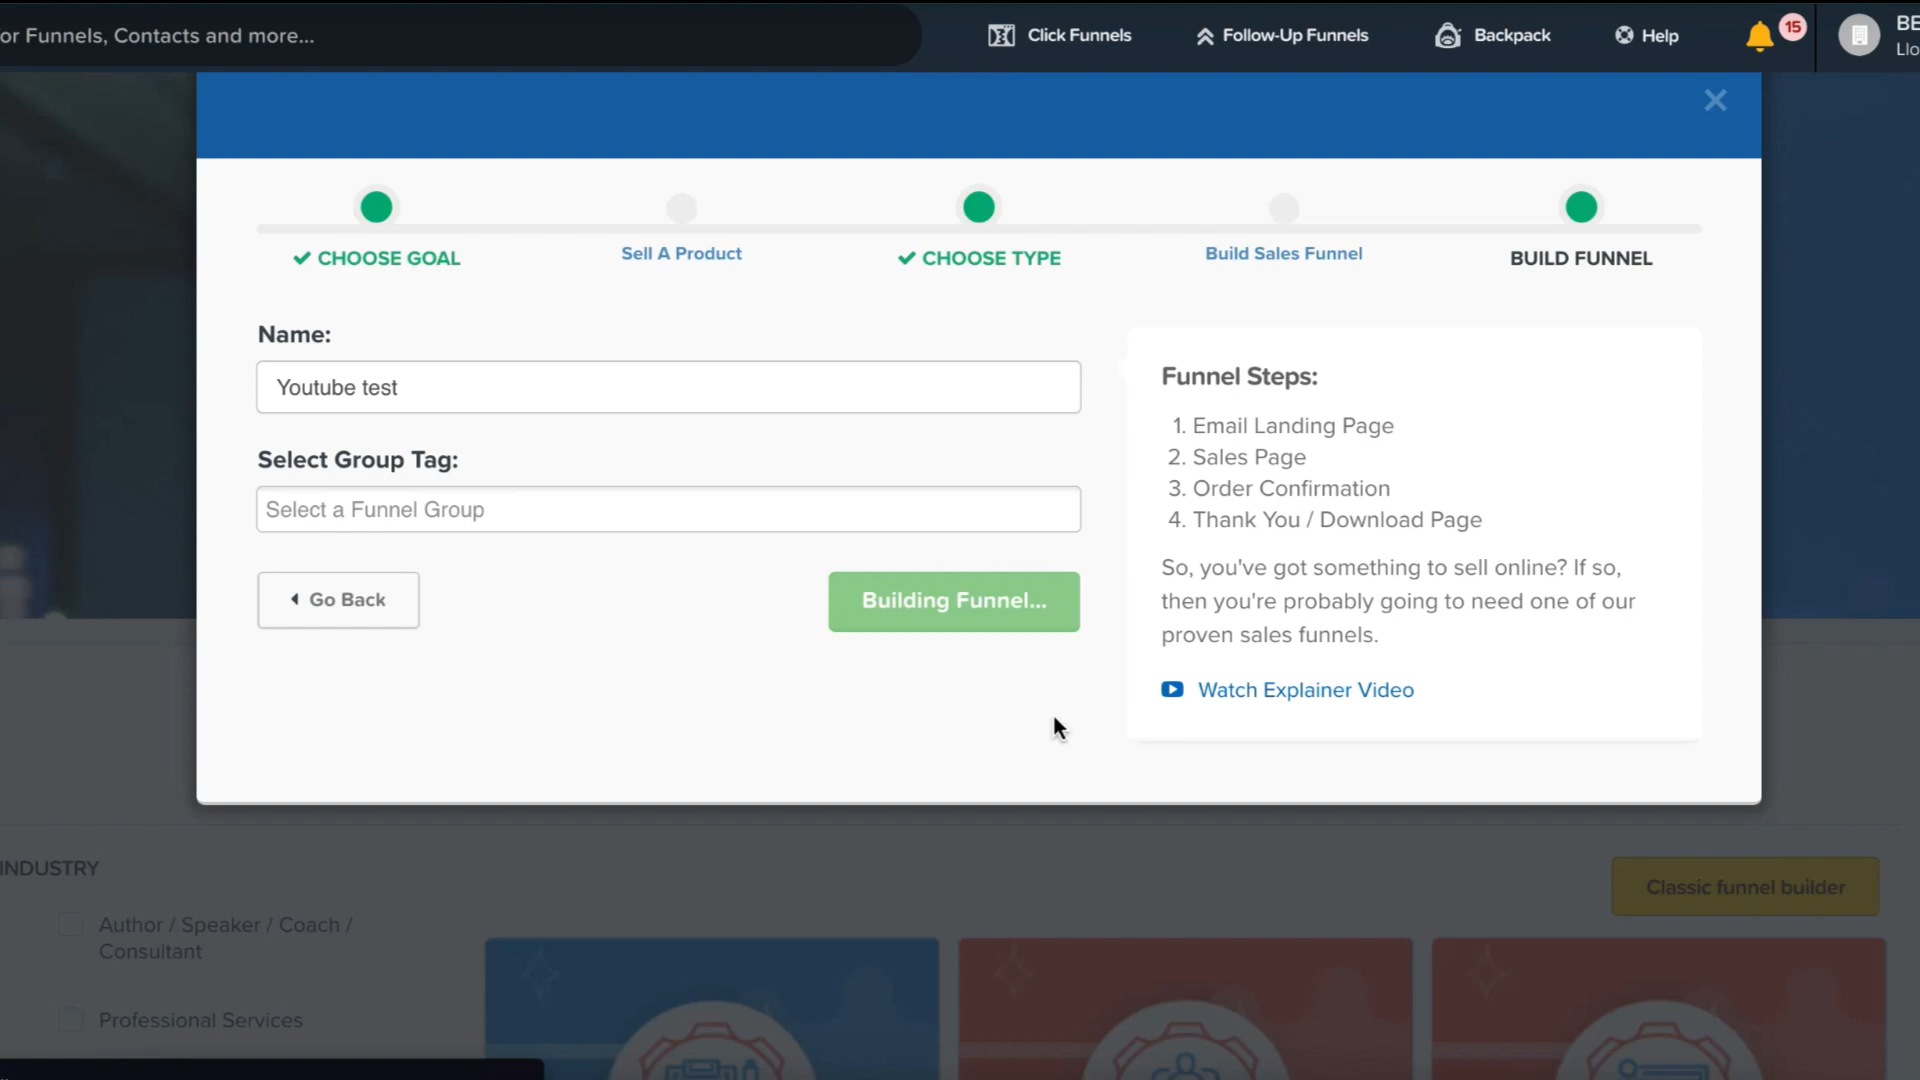 or Funnels, Contacts and more...
Click Funnels
Follow-Up Funnels
Backpack
Help
15
BE
Llo
CHOOSE GOAL
Sell A Product
CHOOSE TYPE
Build Sales Funnel
BUILD FUNNEL
Name:
Youtube test
Select Group Tag:
Select a Funnel Group
Go Back
Building Funnel...
Funnel Steps:
1. Email Landing Page
2. Sales Page
3. Order Confirmation
4. Thank You / Download Page
So, you've got something to sell online? If so,
then you're probably going to need one of our
proven sales funnels.
Watch Explainer Video
INDUSTRY
Classic funnel builder
Author / Speaker / Coach /
Consultant
Professional Services